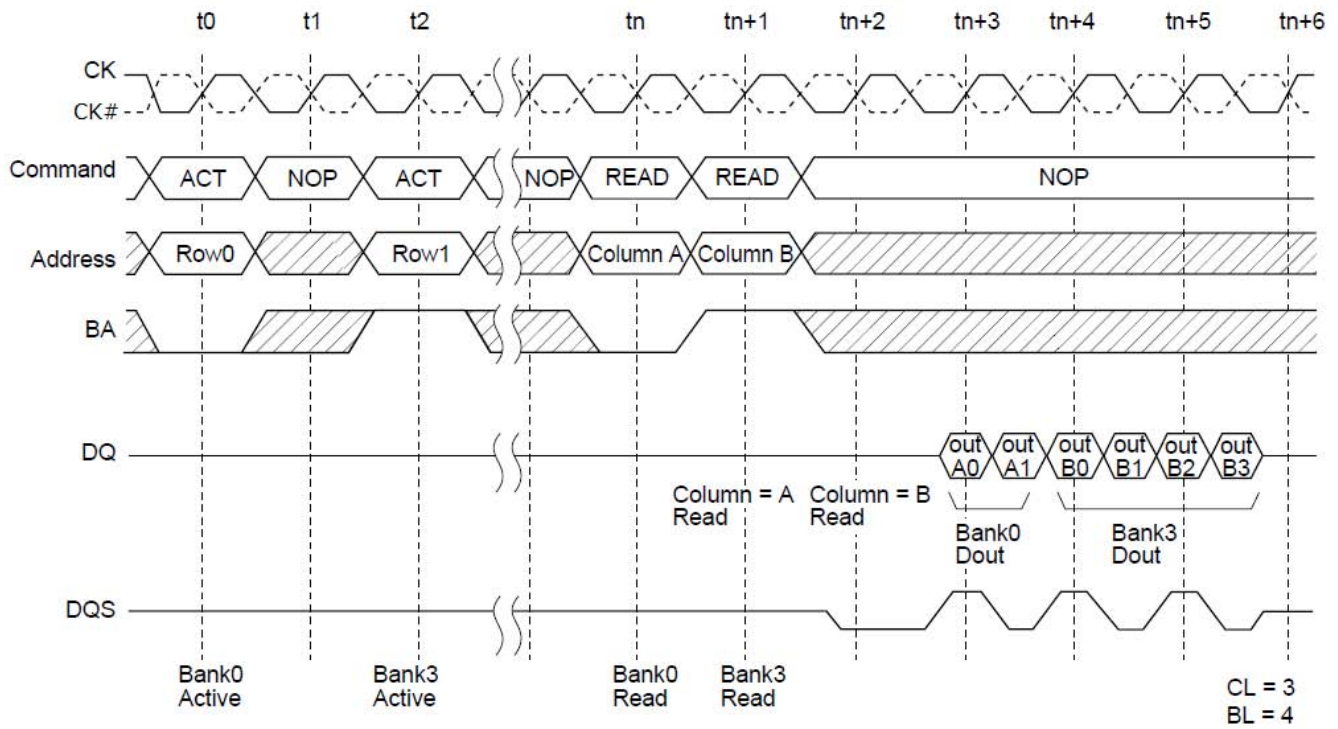 t0 t1 t2 tn tn+1 tn+2 tn+3 tn+4 tn+5 tn+6
CK
CK#
Command ACT NOP ACT NOP READ READ NOP
Address Row0 Row1 Column A Column B
BA
DQ out A0 out A1 out B0 out B1 out B2 out B3
Column = A Column = B
Read Read
Bank0 Bank3
Dout Dout
DQS
Bank0 Bank3 Bank0 Bank3
Active Active Read Read
CL = 3
BL = 4